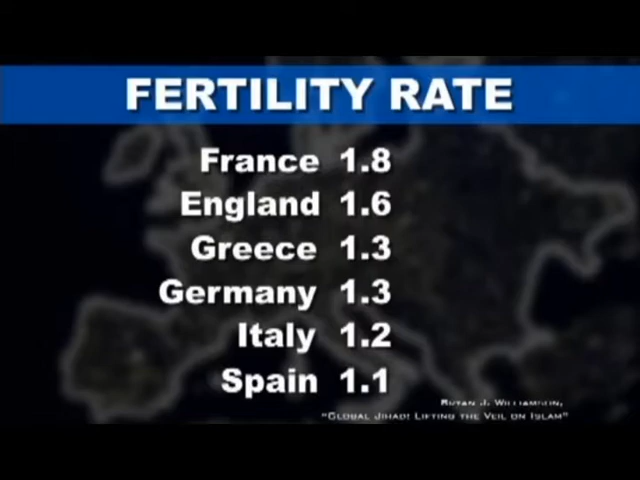 FERTILITY RATE
France 1.8
England 1.6
Greece 1.3
Germany 1.3
Italy 1.2
Spain 1.1
J. Williamson,
"Global Jihad! Lifting the Veil on Islam"